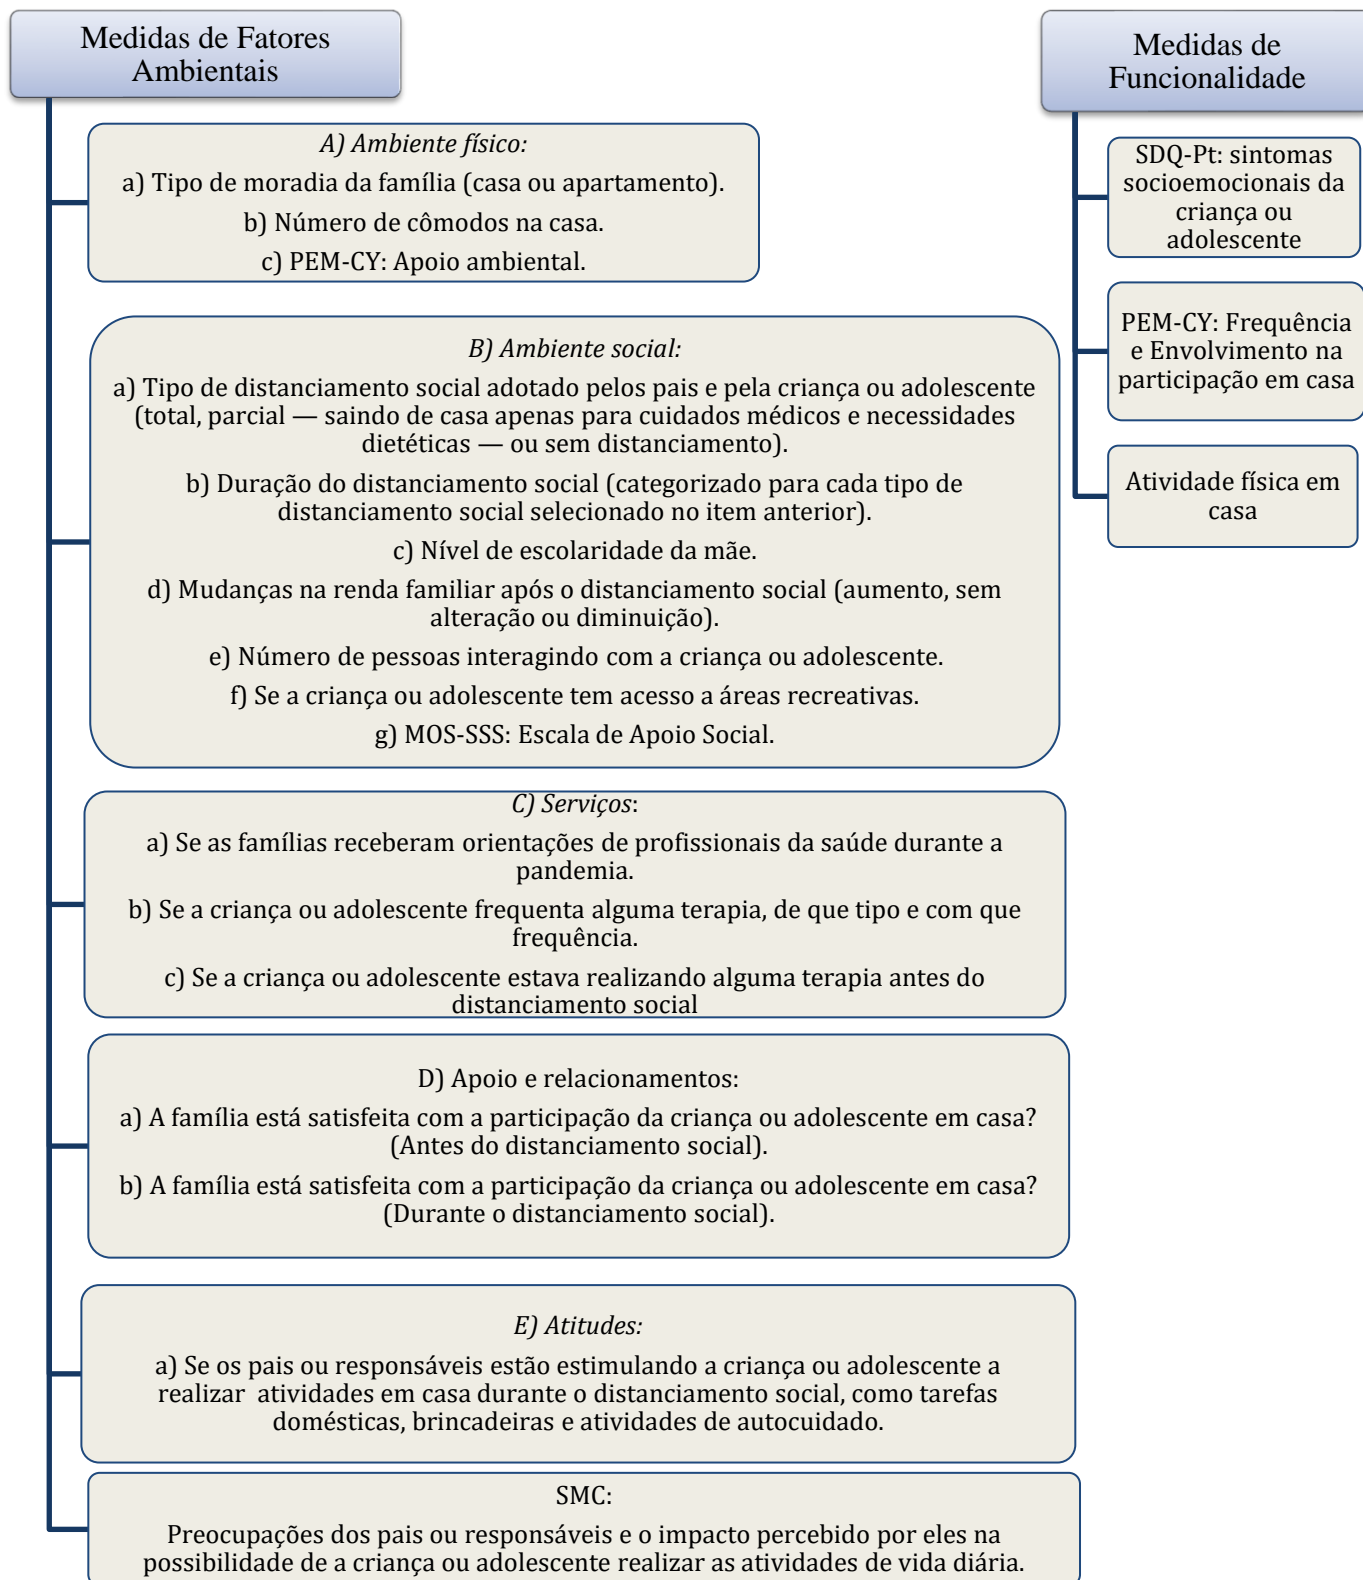 Medidas de Fatores
Ambientais
A) Ambiente físico:
a) Tipo de moradia da família (casa ou apartamento).
b) Número de cômodos na casa.
c) PEM-CY: Apoio ambiental.
B) Ambiente social:
a) Tipo de distanciamento social adotado pelos pais e pela criança ou adolescente
(total, parcial — saindo de casa apenas para cuidados médicos e necessidades
dietéticas — ou sem distanciamento).
b) Duração do distanciamento social (categorizado para cada tipo de
distanciamento social selecionado no item anterior).
c) Nível de escolaridade da mãe.
d) Mudanças na renda familiar após o distanciamento social (aumento, sem
alteração ou diminuição).
e) Número de pessoas interagindo com a criança ou adolescente.
f) Se a criança ou adolescente tem acesso a áreas recreativas.
g) MOS-SSS: Escala de Apoio Social.
C) Serviços:
a) Se as famílias receberam orientações de profissionais da saúde durante a
pandemia.
b) Se a criança ou adolescente frequenta alguma terapia, de que tipo e com que
frequência.
c) Se a criança ou adolescente estava realizando alguma terapia antes do
distanciamento social
D) Apoio e relacionamentos:
a) A família está satisfeita com a participação da criança ou adolescente em casa?
(Antes do distanciamento social).
b) A família está satisfeita com a participação da criança ou adolescente em casa?
(Durante o distanciamento social).
E) Atitudes:
a) Se os pais ou responsáveis estão estimulando a criança ou adolescente a
realizar atividades em casa durante o distanciamento social, como tarefas
domésticas, brincadeiras e atividades de autocuidado.
SMC:
Preocupações dos pais ou responsáveis e o impacto percebido por eles na
possibilidade de a criança ou adolescente realizar as atividades de vida diária.
Medidas de
Funcionalidade
SDQ-Pt: sintomas
socioemocionais da
criança ou
adolescente
PEM-CY: Frequência
e Envolvimento na
participação em casa
Atividade física em
casa